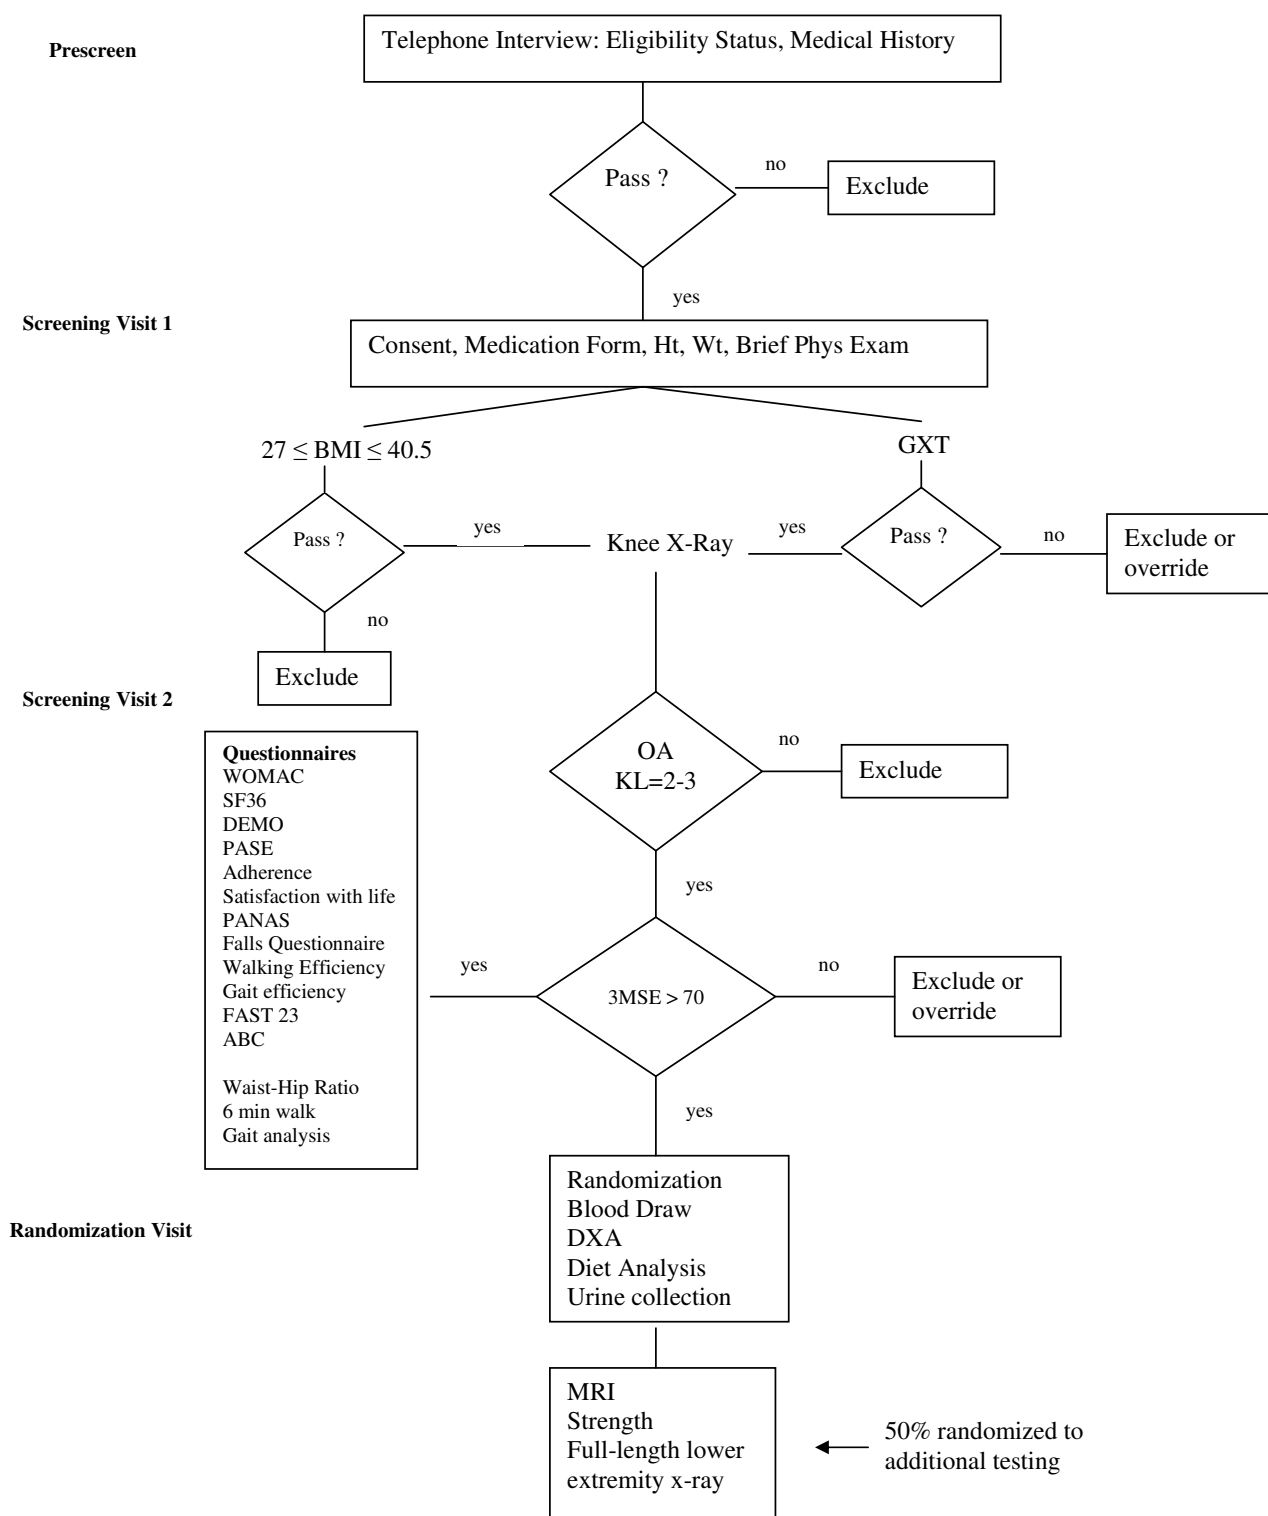 Prescreen
Telephone Interview: Eligibility Status, Medical History
Pass ?
no
Exclude
yes
Screening Visit 1
Consent, Medication Form, Ht, Wt, Brief Phys Exam
27 ≤ BMI ≤ 40.5
GXT
Pass ?
yes
Knee X-Ray
yes
Pass ?
no
Exclude or
override
no
Exclude
Screening Visit 2
Questionnaires
WOMAC
SF36
DEMO
PASE
Adherence
Satisfaction with life
PANAS
Falls Questionnaire
Walking Efficiency
Gait efficiency
FAST 23
ABC
Waist-Hip Ratio
6 min walk
Gait analysis
OA
KL=2-3
no
Exclude
yes
yes
3MSE > 70
no
Exclude or
override
yes
Randomization Visit
Randomization
Blood Draw
DXA
Diet Analysis
Urine collection
MRI
Strength
Full-length lower
extremity x-ray
50% randomized to
additional testing